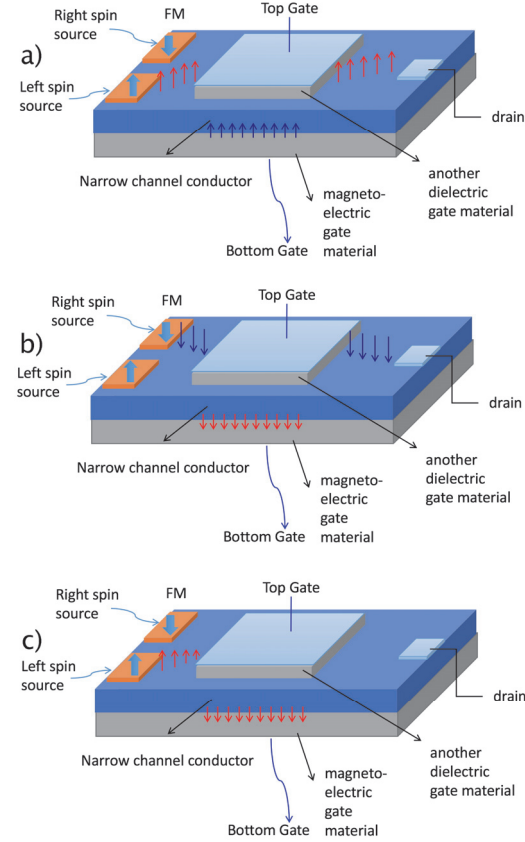 a)
Right spin
source
FM
Top Gate
Left spin
source
drain
Narrow channel conductor
magneto-
electric
gate
material
another
dielectric
gate material
Bottom Gate
b)
Right spin
source
FM
Top Gate
Left spin
source
drain
Narrow channel conductor
magneto-
electric
gate
material
another
dielectric
gate material
Bottom Gate
c)
Right spin
source
FM
Top Gate
Left spin
source
drain
Narrow channel conductor
magneto-
electric
gate
material
another
dielectric
gate material
Bottom Gate